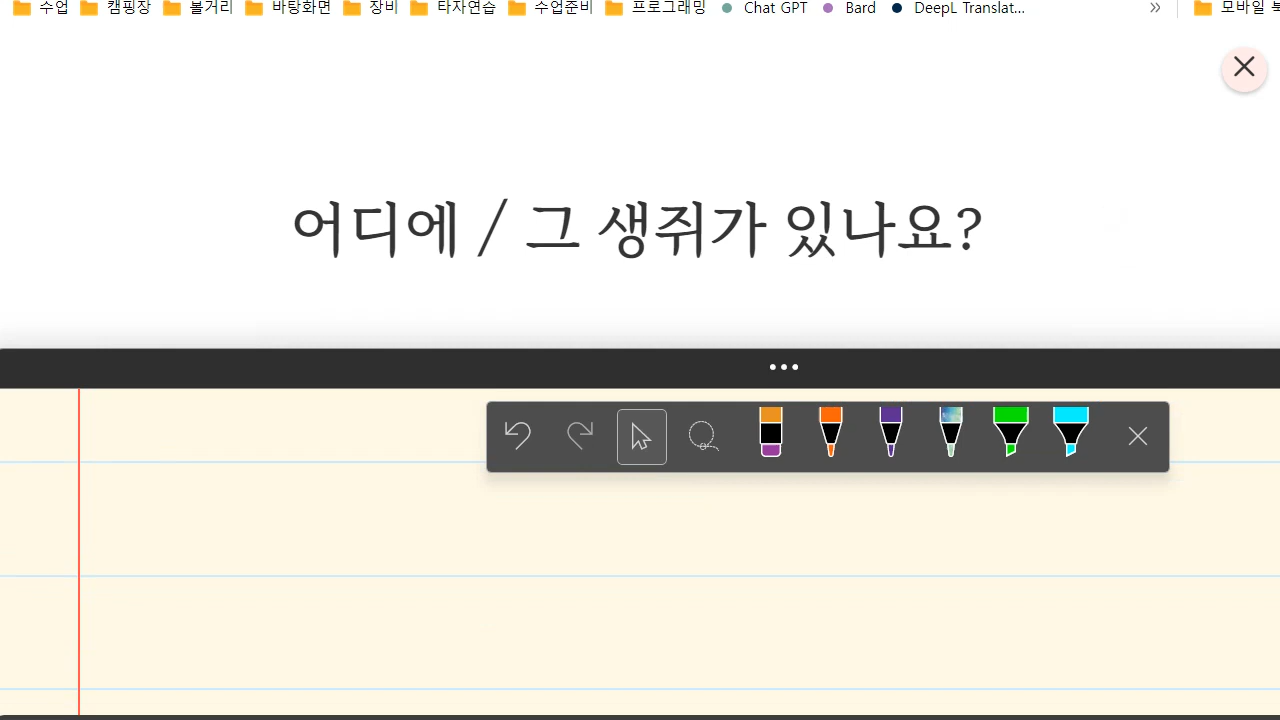 수업 캠핑장 볼거리 바탕화면 장비 타자연습 수업준비 프로그래밍 Chat GPT Bard DeepL Translat... 모바일
어디에 / 그 생쥐가 있나요?